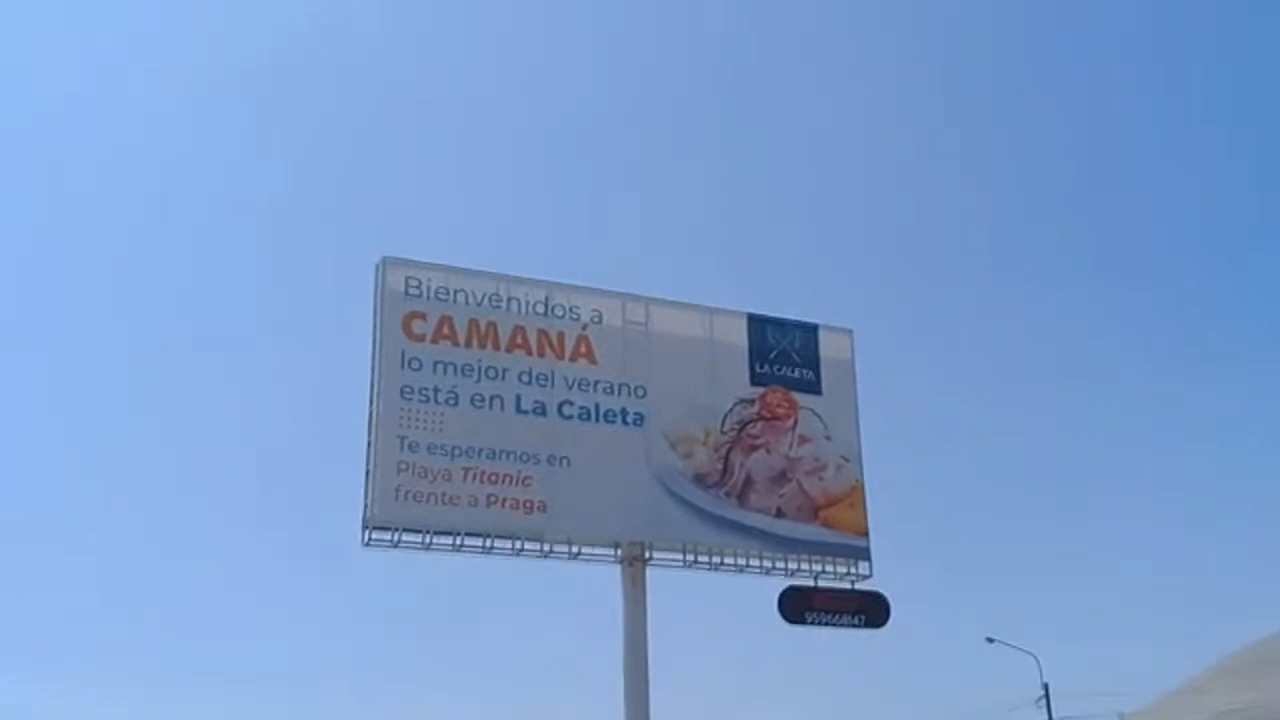 Bienvenidos a
CAMANÁ
lo mejor del verano
está en La Caleta
Te esperamos en
Playa Titanic
frente a Praga
LA CALETA
959668147